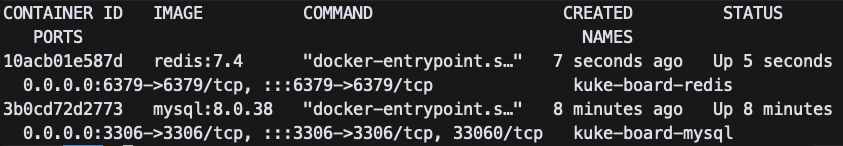 CONTAINER ID   IMAGE          COMMAND                  CREATED         STATUS
   PORTS                                               NAMES
10acb01e587d   redis:7.4      "docker-entrypoint.s…"   7 seconds ago   Up 5 seconds
  0.0.0.0:6379->6379/tcp, :::6379->6379/tcp              kuke-board-redis
3b0cd72d2773   mysql:8.0.38   "docker-entrypoint.s…"   8 minutes ago   Up 8 minutes
  0.0.0.0:3306->3306/tcp, :::3306->3306/tcp, 33060/tcp   kuke-board-mysql